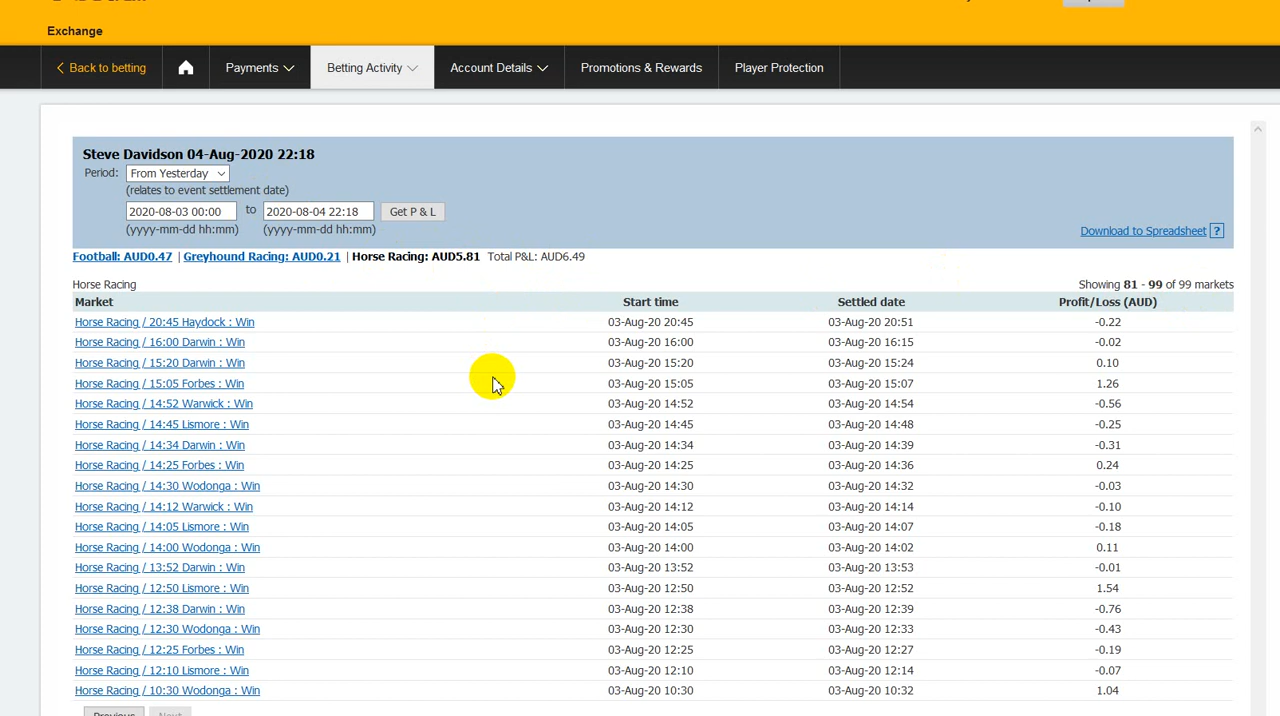 Exchange
Back to betting Payments Betting Activity Account Details Promotions & Rewards Player Protection
Steve Davidson 04-Aug-2020 22:18
Period: From Yesterday
(relates to event settlement date)
2020-08-03 00:00 to 2020-08-04 22:18 Get P & L
(yyyy-mm-dd hh:mm) (yyyy-mm-dd hh:mm) Download to Spreadsheet ?
Football: AUD0.47 | Greyhound Racing: AUD0.21 | Horse Racing: AUD5.81 Total P&L: AUD6.49
Horse Racing Showing 81 - 99 of 99 markets
Market Start time Settled date Profit/Loss (AUD)
Horse Racing / 20:45 Haydock : Win 03-Aug-20 20:45 03-Aug-20 20:51 -0.22
Horse Racing / 16:00 Darwin : Win 03-Aug-20 16:00 03-Aug-20 16:15 -0.02
Horse Racing / 15:20 Darwin : Win 03-Aug-20 15:20 03-Aug-20 15:24 0.10
Horse Racing / 15:05 Forbes : Win 03-Aug-20 15:05 03-Aug-20 15:07 1.26
Horse Racing / 14:52 Warwick : Win 03-Aug-20 14:52 03-Aug-20 14:54 -0.56
Horse Racing / 14:45 Lismore : Win 03-Aug-20 14:45 03-Aug-20 14:48 -0.25
Horse Racing / 14:34 Darwin : Win 03-Aug-20 14:34 03-Aug-20 14:39 -0.31
Horse Racing / 14:25 Forbes : Win 03-Aug-20 14:25 03-Aug-20 14:36 0.24
Horse Racing / 14:30 Wodonga : Win 03-Aug-20 14:30 03-Aug-20 14:32 -0.03
Horse Racing / 14:12 Warwick : Win 03-Aug-20 14:12 03-Aug-20 14:14 -0.10
Horse Racing / 14:05 Lismore : Win 03-Aug-20 14:05 03-Aug-20 14:07 -0.18
Horse Racing / 14:00 Wodonga : Win 03-Aug-20 14:00 03-Aug-20 14:02 0.11
Horse Racing / 13:52 Darwin : Win 03-Aug-20 13:52 03-Aug-20 13:53 -0.01
Horse Racing / 12:50 Lismore : Win 03-Aug-20 12:50 03-Aug-20 12:52 1.54
Horse Racing / 12:38 Darwin : Win 03-Aug-20 12:38 03-Aug-20 12:39 -0.76
Horse Racing / 12:30 Wodonga : Win 03-Aug-20 12:30 03-Aug-20 12:33 -0.43
Horse Racing / 12:25 Forbes : Win 03-Aug-20 12:25 03-Aug-20 12:27 -0.19
Horse Racing / 12:10 Lismore : Win 03-Aug-20 12:10 03-Aug-20 12:14 -0.07
Horse Racing / 10:30 Wodonga : Win 03-Aug-20 10:30 03-Aug-20 10:32 1.04
Previous Next